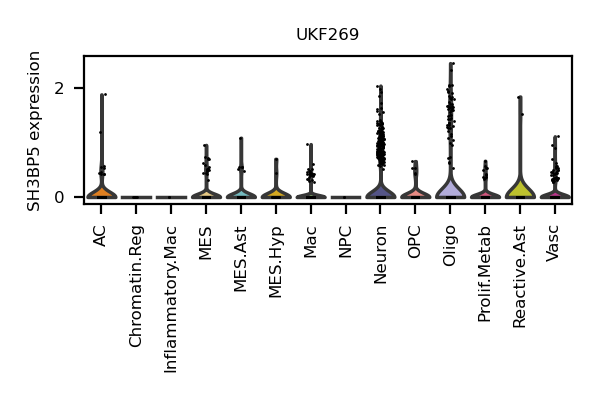 UKF269
SH3BP5 expression
2
0
AC
Chromatin.Reg
Inflammatory.Mac
MES
MES.Ast
MES.Hyp
Mac
NPC
Neuron
OPC
Oligo
Prolif.Metab
Reactive.Ast
Vasc